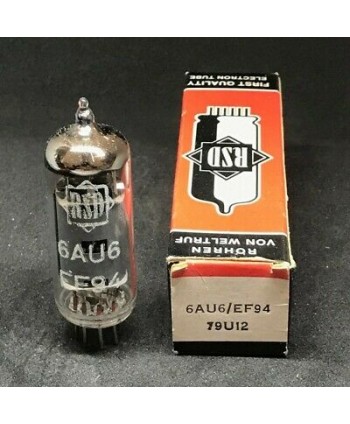 RSD
6AU6
EF94
FIRST QUALITY
ELECTRON TUBE
RSD
RÖHREN
VON WELTRUF
6AU6/EF94
79U12